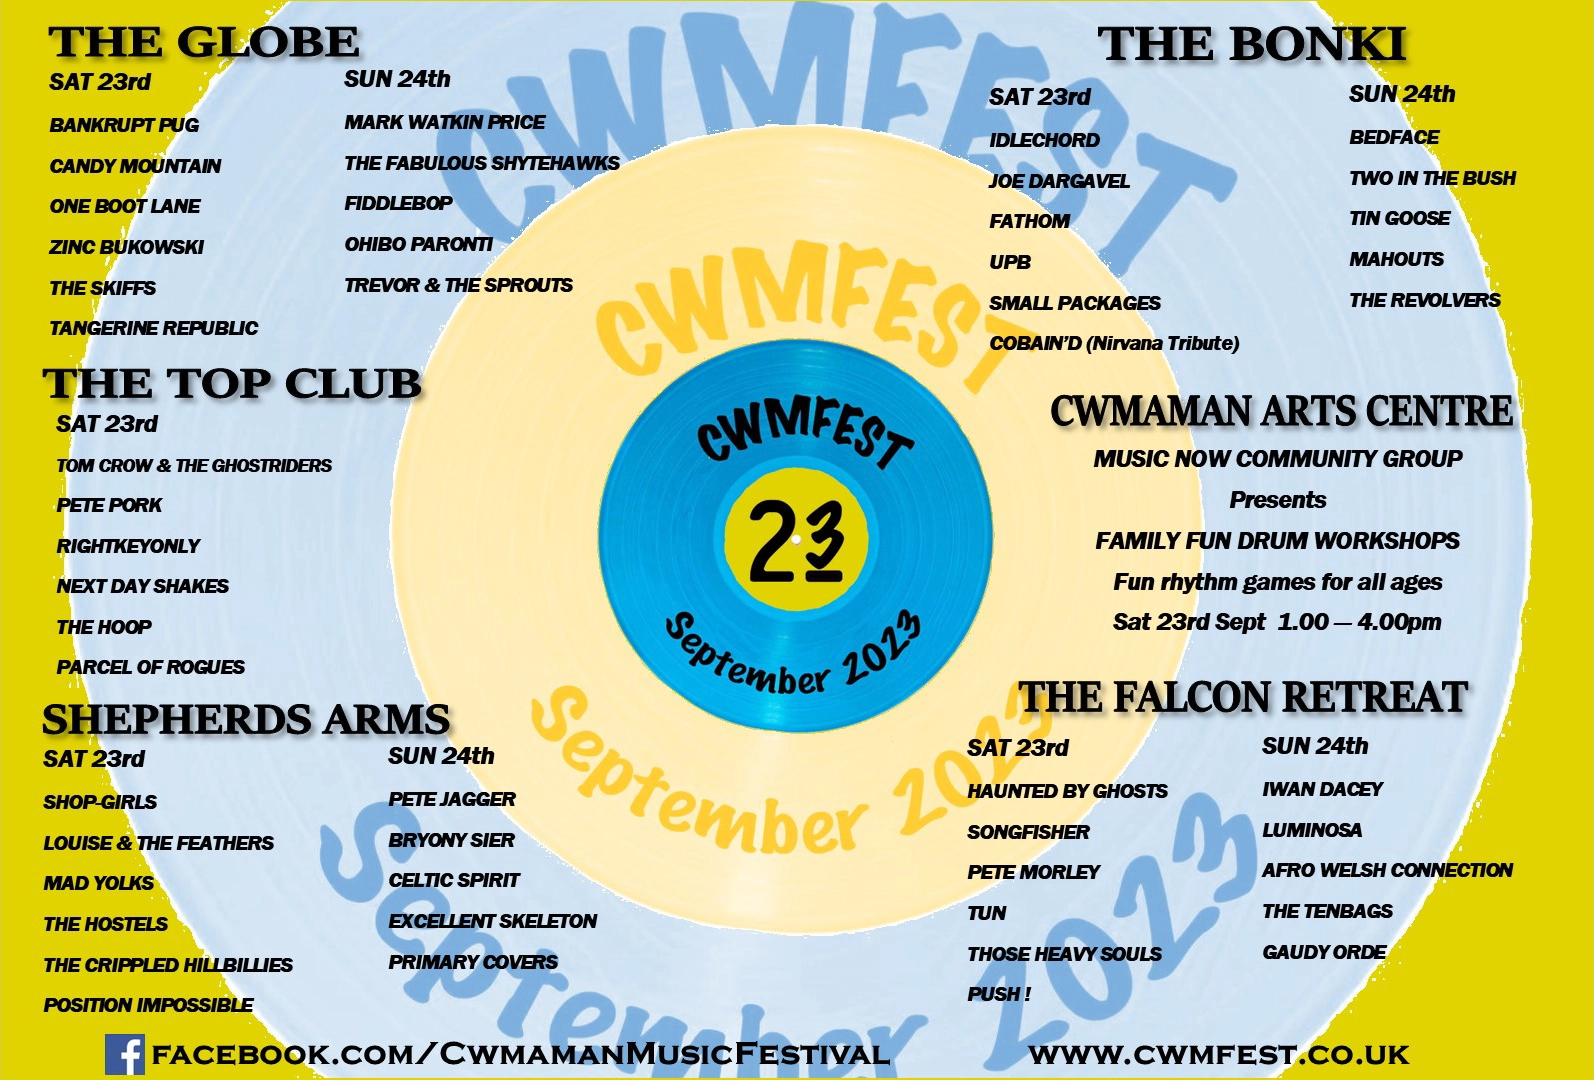 THE GLOBE
SAT 23rd
BANKRUPT PUG
CANDY MOUNTAIN
ONE BOOT LANE
ZINC BUKOWSKI
THE SKIFFS
TANGERINE REPUBLIC
SUN 24th
MARK WATKIN PRICE
THE FABULOUS SHYTEHAWKS
FIDDLEBOP
OHIBO PARONTI
TREVOR & THE SPROUTS
THE TOP CLUB
SAT 23rd
TOM CROW & THE GHOSTRIDERS
PETE PORK
RIGHTKEYONLY
NEXT DAY SHAKES
THE HOOP
PARCEL OF ROGUES
SHEPHERDS ARMS
SAT 23rd
SHOP-GIRLS
LOUISE & THE FEATHERS
MAD YOLKS
THE HOSTELS
THE CRIPPLED HILLBILLIES
POSITION IMPOSSIBLE
SUN 24th
PETE JAGGER
BRYONY SIER
CELTIC SPIRIT
EXCELLENT SKELETON
PRIMARY COVERS
CWMFEST
CWMFEST
CWMFEST
23
September 2023
September 2023
September 2023
THE BONKI
SAT 23rd
IDLECHORD
JOE DARGAVEL
FATHOM
UPB
SMALL PACKAGES
COBAIN'D (Nirvana Tribute)
SUN 24th
BEDFACE
TWO IN THE BUSH
TIN GOOSE
MAHOUTS
THE REVOLVERS
CWMAMAN ARTS CENTRE
MUSIC NOW COMMUNITY GROUP
Presents
FAMILY FUN DRUM WORKSHOPS
Fun rhythm games for all ages
Sat 23rd Sept 1.00 — 4.00pm
THE FALCON RETREAT
SAT 23rd
HAUNTED BY GHOSTS
SONGFISHER
PETE MORLEY
TUN
THOSE HEAVY SOULS
PUSH !
SUN 24th
IWAN DACEY
LUMINOSA
AFRO WELSH CONNECTION
THE TENBAGS
GAUDY ORDE
f FACEBOOK.COM/CWMAMANMUSICFESTIVAL
WWW.CWMFEST.CO.UK